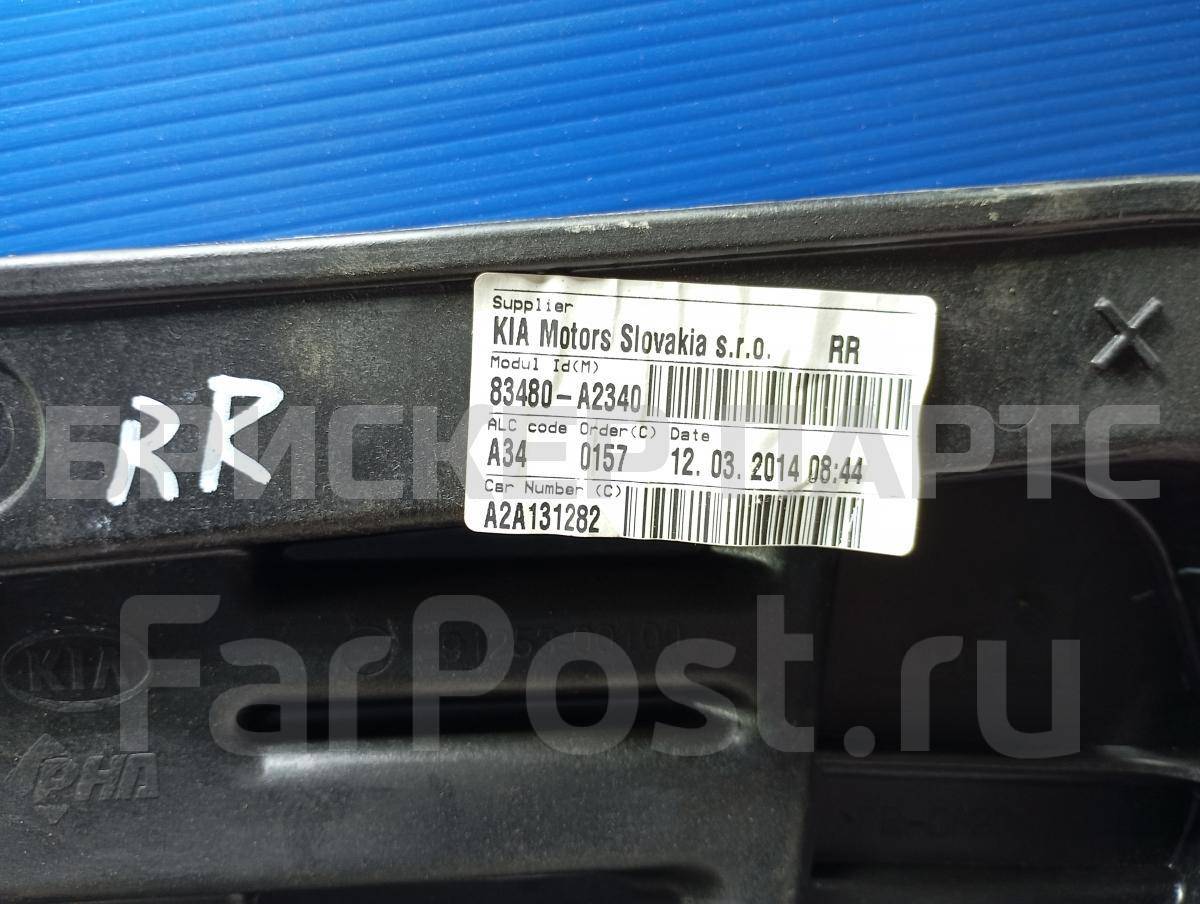 Supplier
KIA Motors Slovakia s.r.o. RR
Modul Id(M)
83480-A2340
ALC code Order(C) Date
A34 0157 12. 03. 2014 08:44
Car Number (C)
A2A131282
RR
БРИСКЕР ПАРТС
FarPost.ru
KIA
PHA